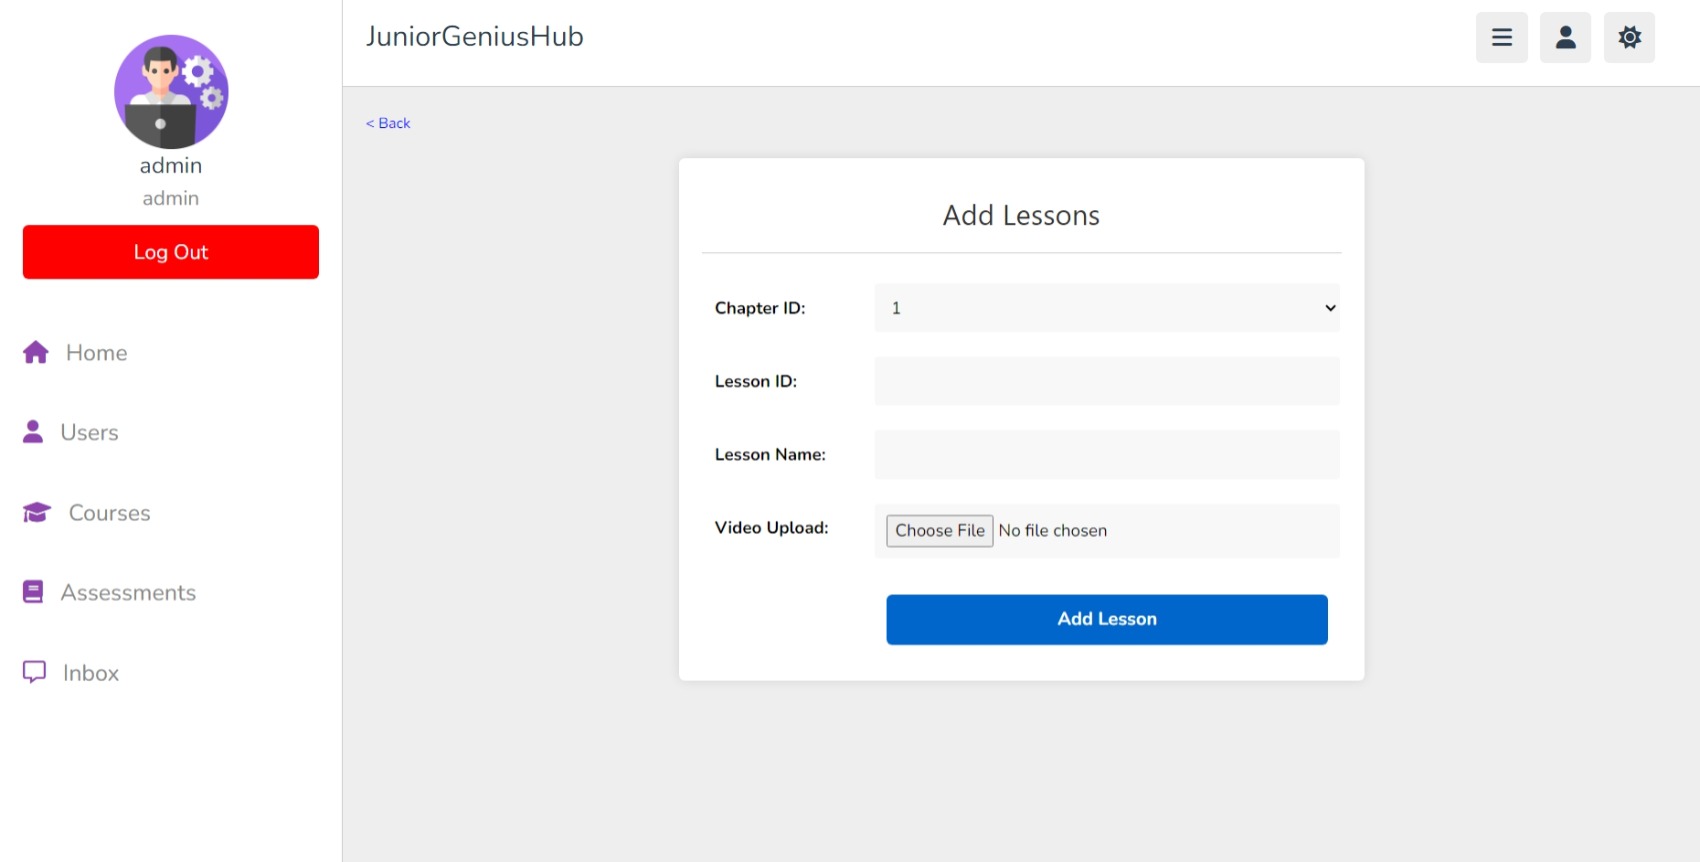 JuniorGeniusHub
admin
admin
Log Out
Home
Users
Courses
Assessments
Inbox
< Back
Add Lessons
Chapter ID: 1
Lesson ID:
Lesson Name:
Video Upload: Choose File No file chosen
Add Lesson